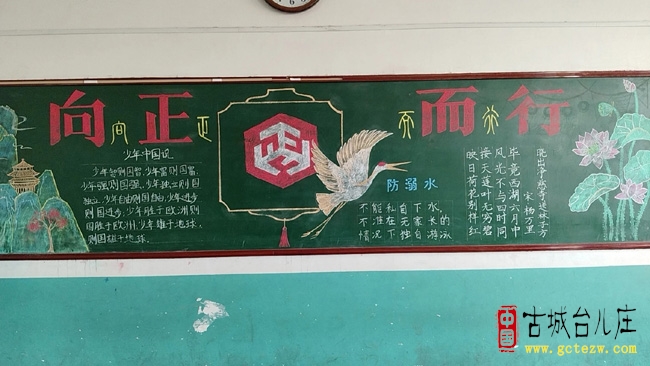 向 正 而 行
少年中国说
少年智则国智,少年富则国富,
少年强则国强,少年独立则国
独立,少年自由则国自由,少年进步
则国进步,少年胜于欧洲则
国胜于欧洲,少年雄于地球,
则国雄于地球.
防溺水
不能私自下水,
不准在无家长的
情况下独自游泳
晓出净慈寺送林子方
宋 杨万里
毕竟西湖六月中
风光不与四时同
接天莲叶无穷碧
映日荷花别样红
中国
古城台儿庄
www.gctezw.com